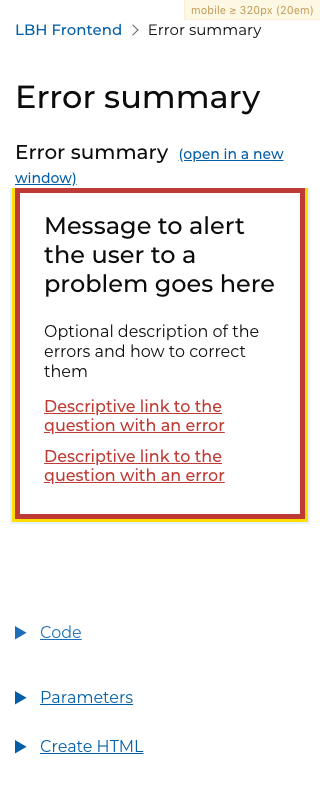 mobile ≥ 320px (20em)
LBH Frontend > Error summary
Error summary
Error summary (open in a new
window)
Message to alert
the user to a
problem goes here
Optional description of the
errors and how to correct
them
Descriptive link to the
question with an error
Descriptive link to the
question with an error
Code
Parameters
Create HTML